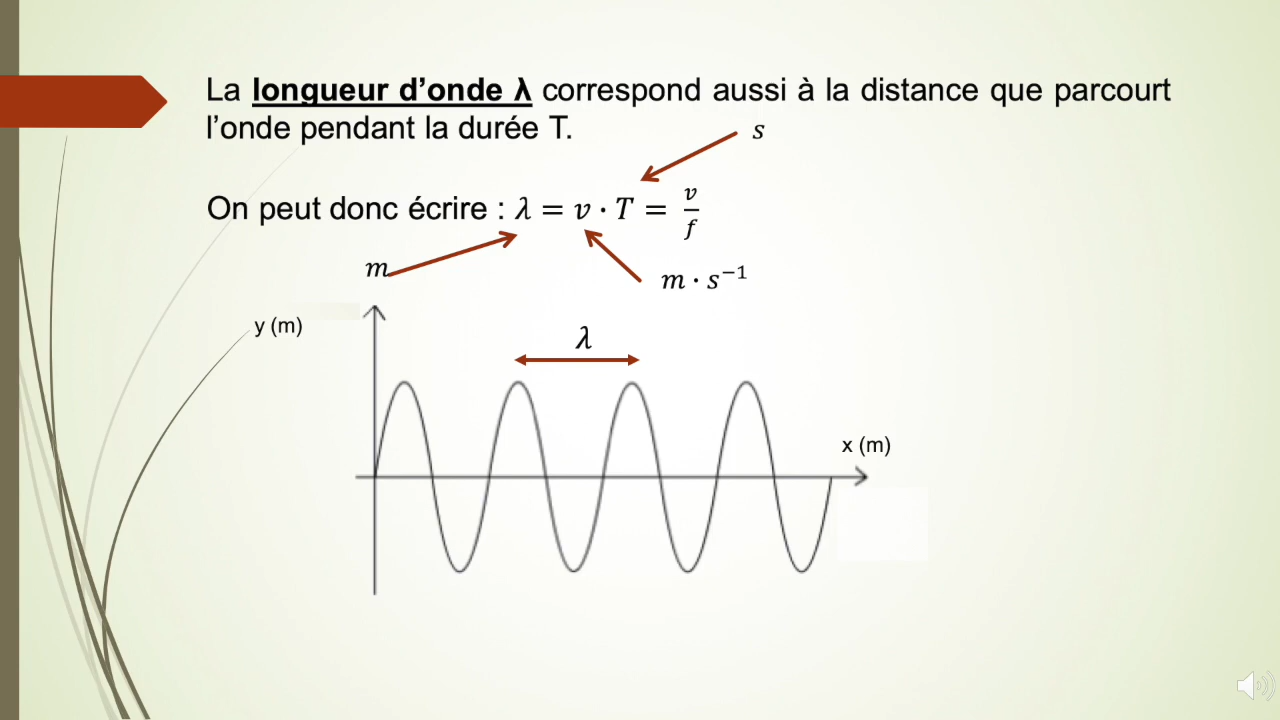 La longueur d’onde λ correspond aussi à la distance que parcourt
l’onde pendant la durée T.
s
On peut donc écrire : λ = v · T = v/f
m
m · s⁻¹
y (m)
λ
x (m)